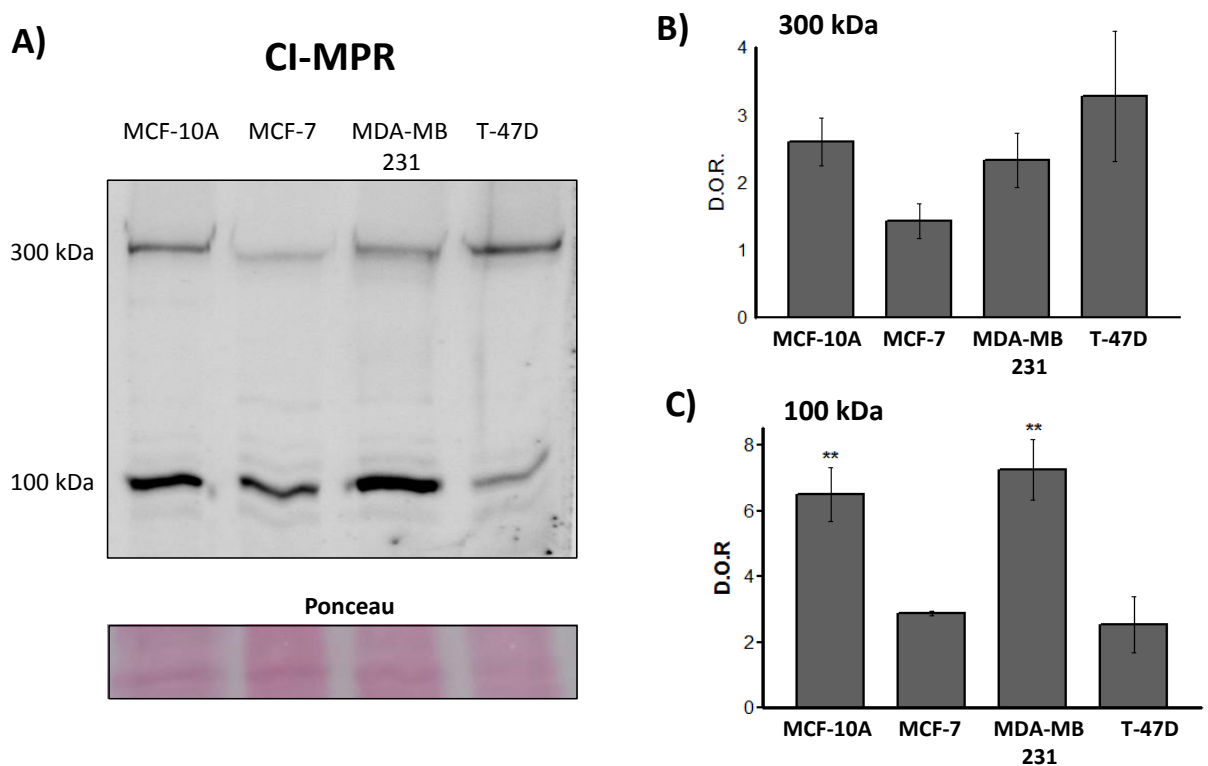 A)
CI-MPR
MCF-10A MCF-7 MDA-MB T-47D
231
300 kDa
100 kDa
Ponceau
B)
300 kDa
4
3
2
1
0
D.O.R.
MCF-10A MCF-7 MDA-MB T-47D
231
C)
100 kDa
** **
8
6
4
2
0
D.O.R
MCF-10A MCF-7 MDA-MB T-47D
231